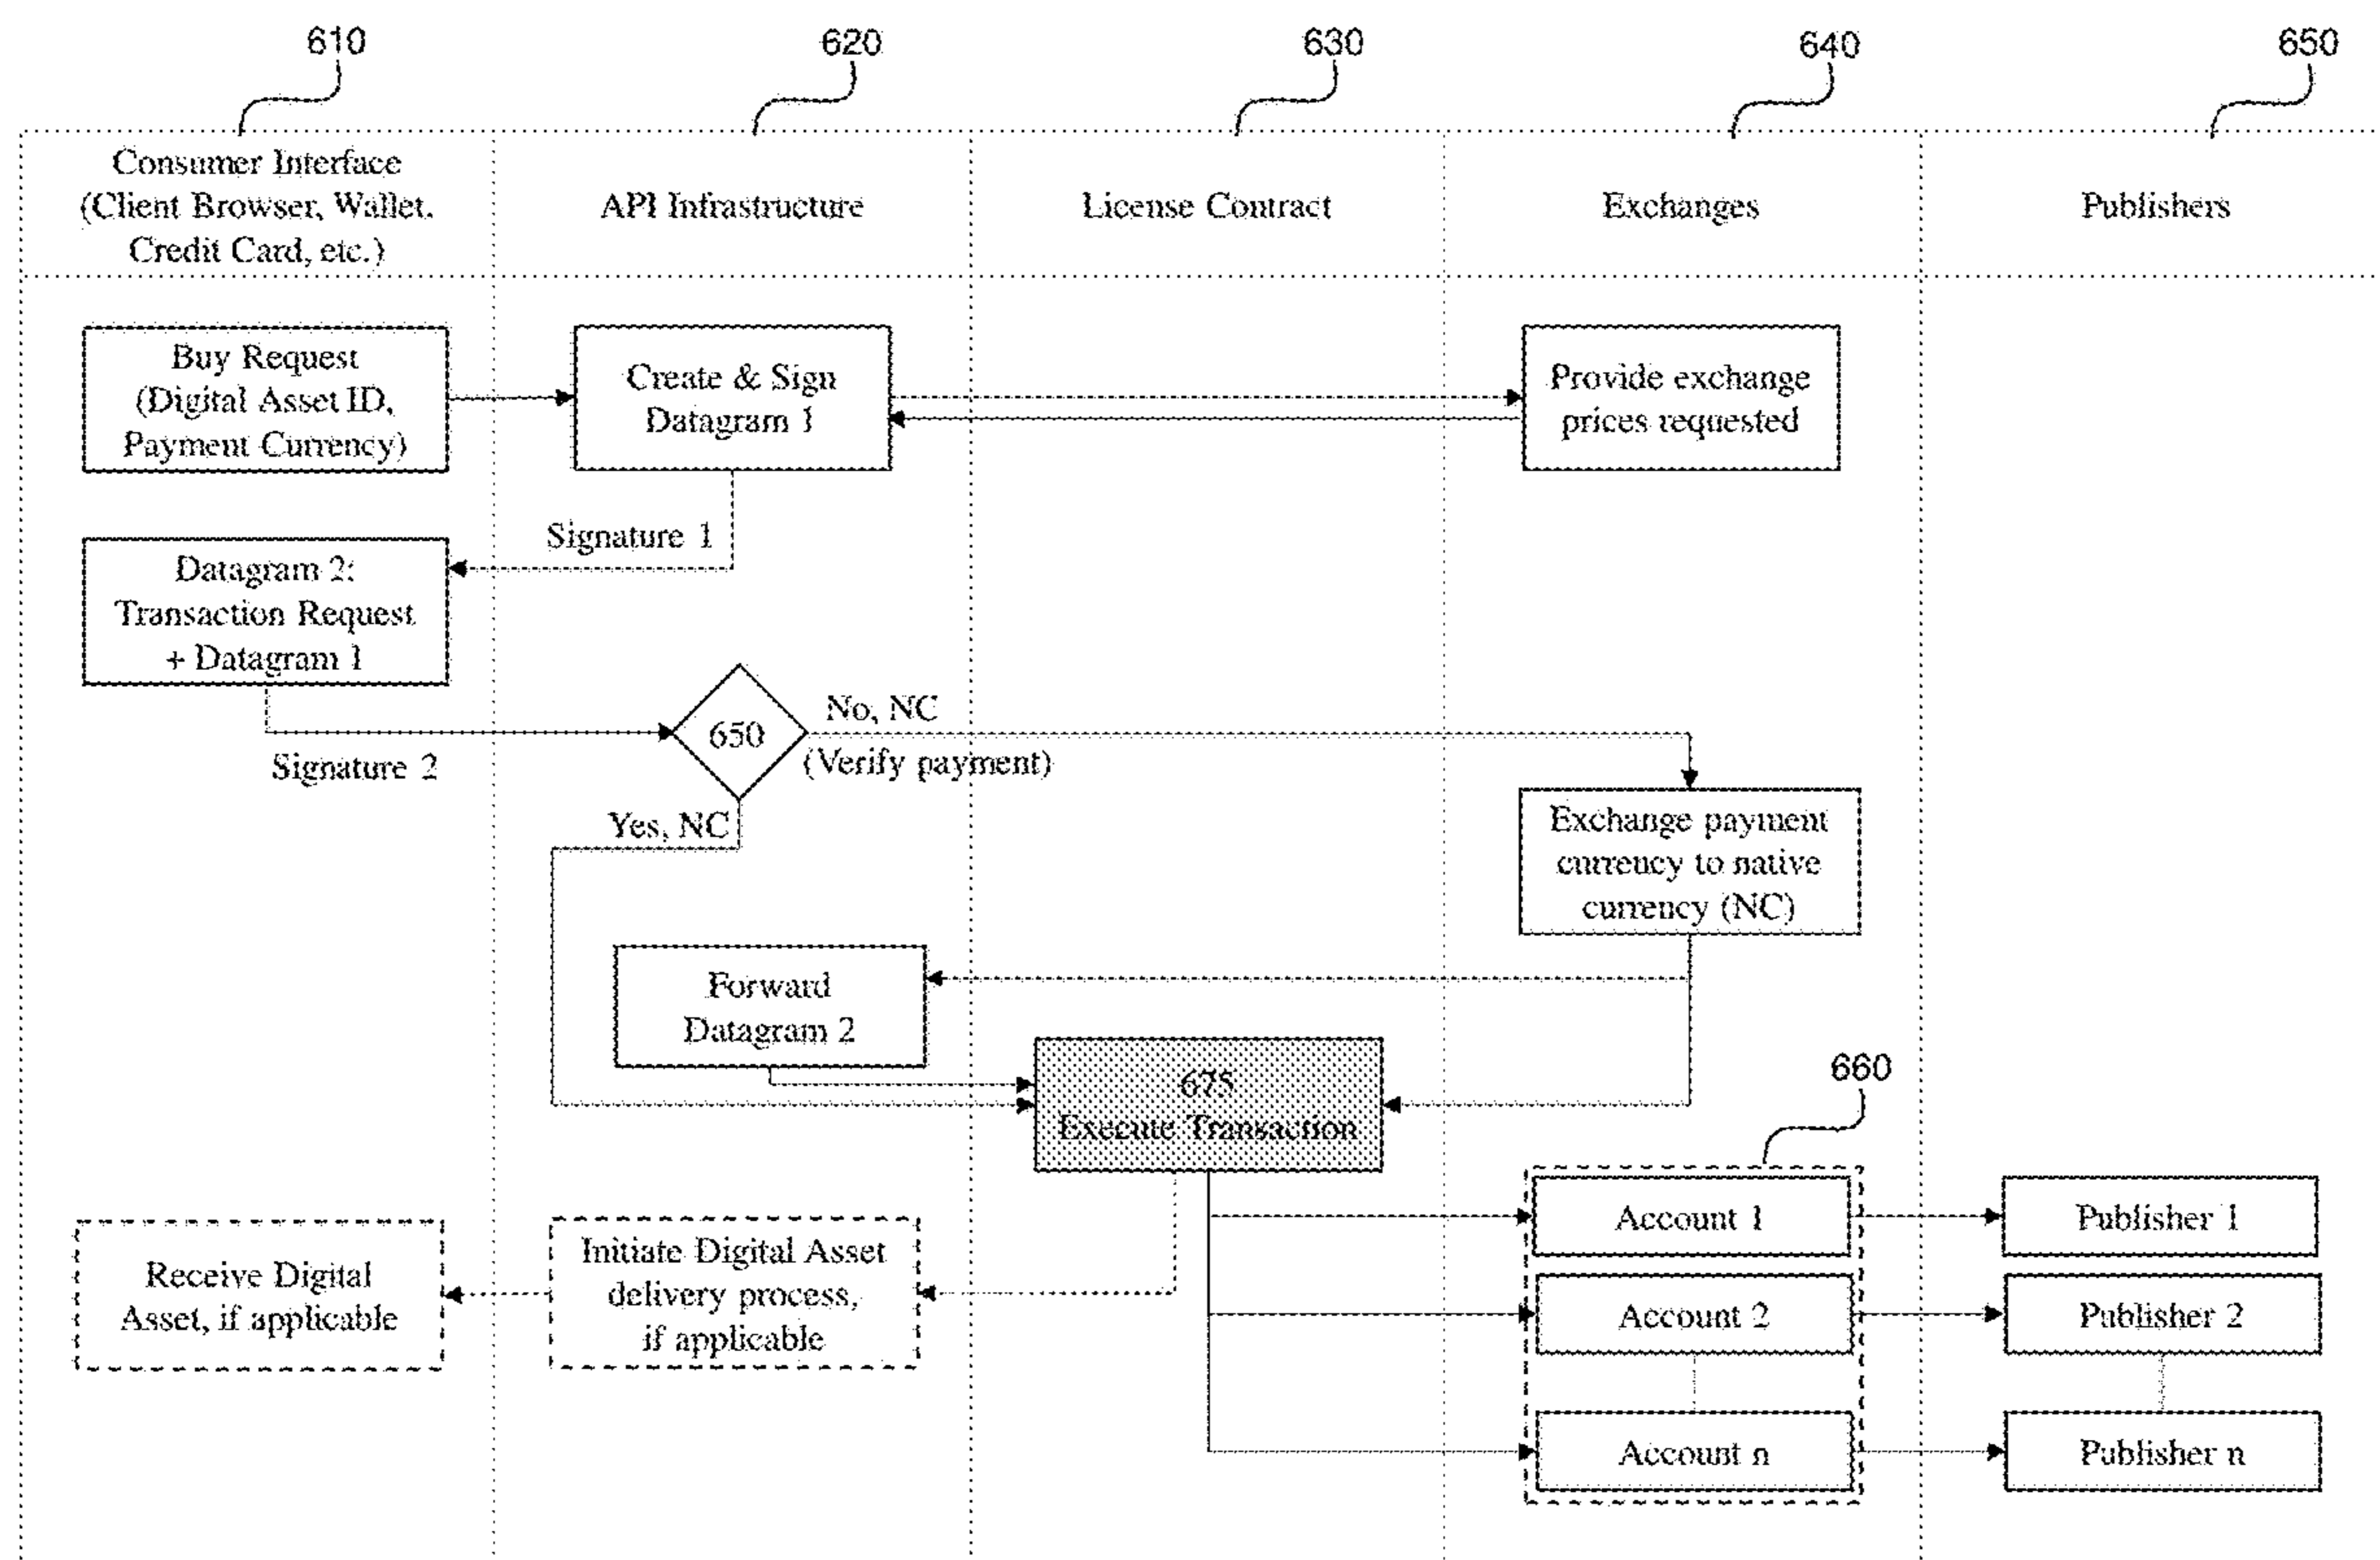 610
620
630
640
650
Consumer Interface
(Client Browser, Wallet,
Credit Card, etc.)
API Infrastructure
License Contract
Exchanges
Publishers
Buy Request
(Digital Asset ID,
Payment Currency)
Create & Sign
Datagram 1
Provide exchange
prices requested
Signature 1
Datagram 2:
Transaction Request
+ Datagram 1
Signature 2
650
No, NC
(Verify payment)
Yes, NC
Exchange payment
currency to native
currency (NC)
Forward
Datagram 2
675
Execute Transaction
660
Account 1
Publisher 1
Receive Digital
Asset, if applicable
Initiate Digital Asset
delivery process,
if applicable
Account 2
Publisher 2
Account n
Publisher n